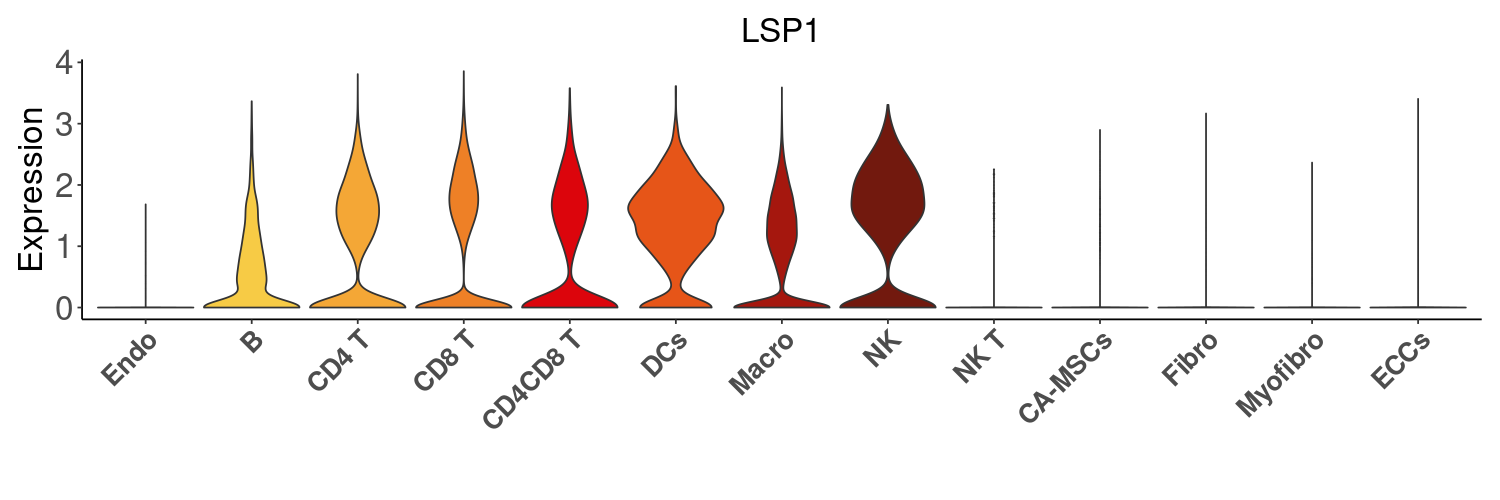 LSP1
Expression
4
3
2
1
0
Endo
B
CD4 T
CD8 T
CD4CD8 T
DCs
Macro
NK
NK T
CA-MSCs
Fibro
Myofibro
ECCs